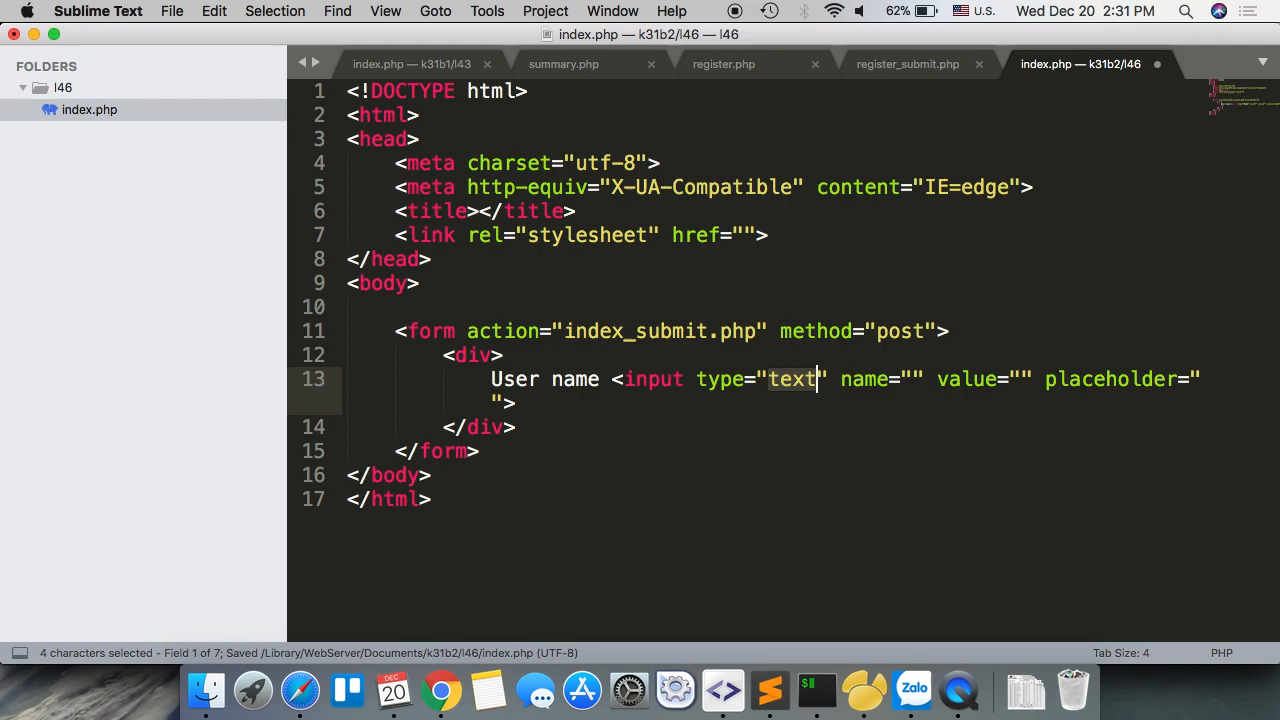 Sublime Text File Edit Selection Find View Goto Tools Project Window Help 62% U.S. Wed Dec 20 2:31 PM
index.php — k31b2/l46 — l46
FOLDERS
l46
index.php
index.php — k31b1/l43 × summary.php × register.php × register_submit.php × index.php — k31b2/l46
1 <!DOCTYPE html>
2 <html>
3 <head>
4 <meta charset="utf-8">
5 <meta http-equiv="X-UA-Compatible" content="IE=edge">
6 <title></title>
7 <link rel="stylesheet" href="">
8 </head>
9 <body>
10
11 <form action="index_submit.php" method="post">
12 <div>
13 User name <input type="text" name="" value="" placeholder="
">
14 </div>
15 </form>
16 </body>
17 </html>
4 characters selected - Field 1 of 7; Saved /Library/WebServer/Documents/k31b2/l46/index.php (UTF-8) Tab Size: 4 PHP
DEC
20
$
Zalo